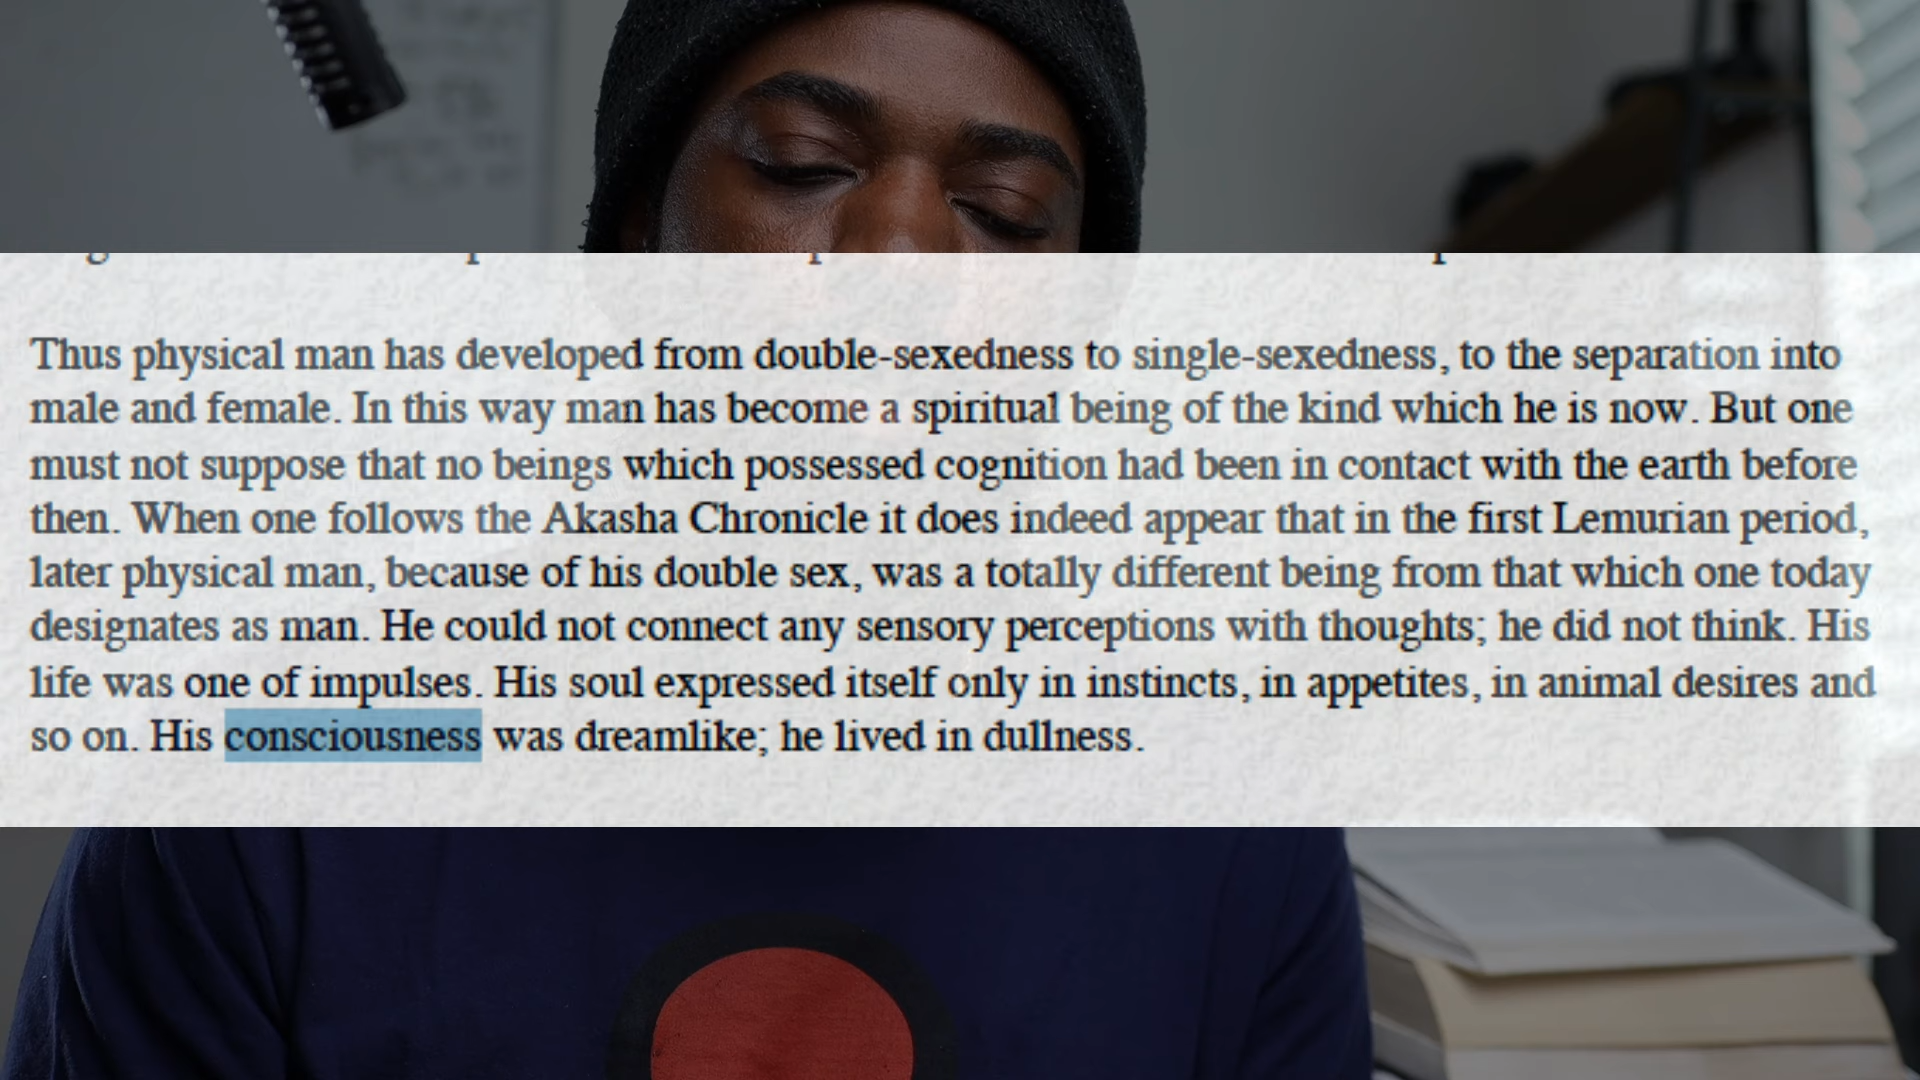 Thus physical man has developed from double-sexedness to single-sexedness, to the separation into
male and female. In this way man has become a spiritual being of the kind which he is now. But one
must not suppose that no beings which possessed cognition had been in contact with the earth before
then. When one follows the Akasha Chronicle it does indeed appear that in the first Lemurian period,
later physical man, because of his double sex, was a totally different being from that which one today
designates as man. He could not connect any sensory perceptions with thoughts; he did not think. His
life was one of impulses. His soul expressed itself only in instincts, in appetites, in animal desires and
so on. His consciousness was dreamlike; he lived in dullness.